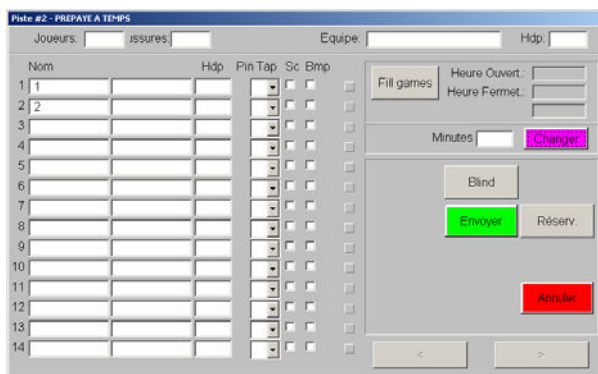 Piste #2 - PREPAYE A TEMPS
Joueurs: ussures: Equipe: Hdp:
Nom Hdp Pin Tap Sc Bmp
Fill games
Heure Ouvert.:
Heure Fermet.:
1 1
2 2
3
4
Minutes Changer
5
6
Blind
7
8
Envoyer Réserv.
9
10
11
12
Annuler
13
14
< >